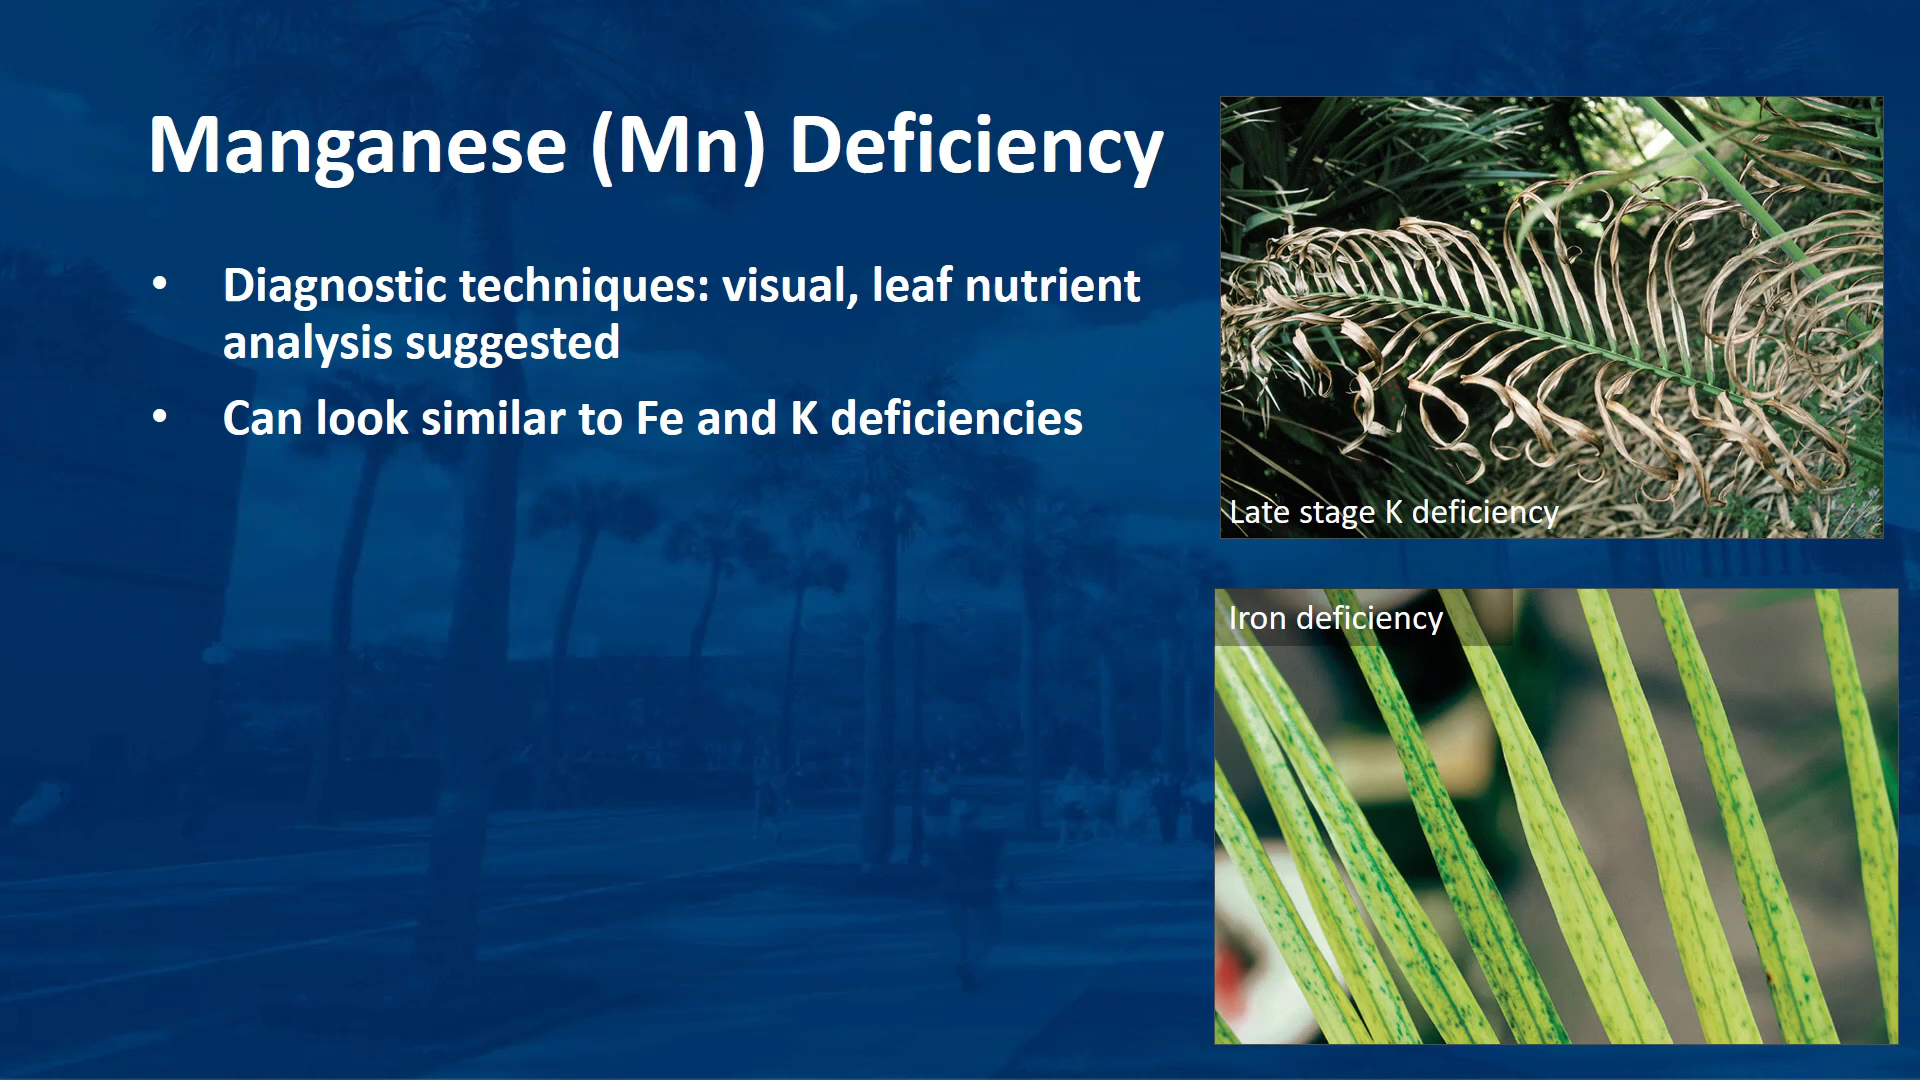 Manganese (Mn) Deficiency
• Diagnostic techniques: visual, leaf nutrient
analysis suggested
• Can look similar to Fe and K deficiencies
Late stage K deficiency
Iron deficiency